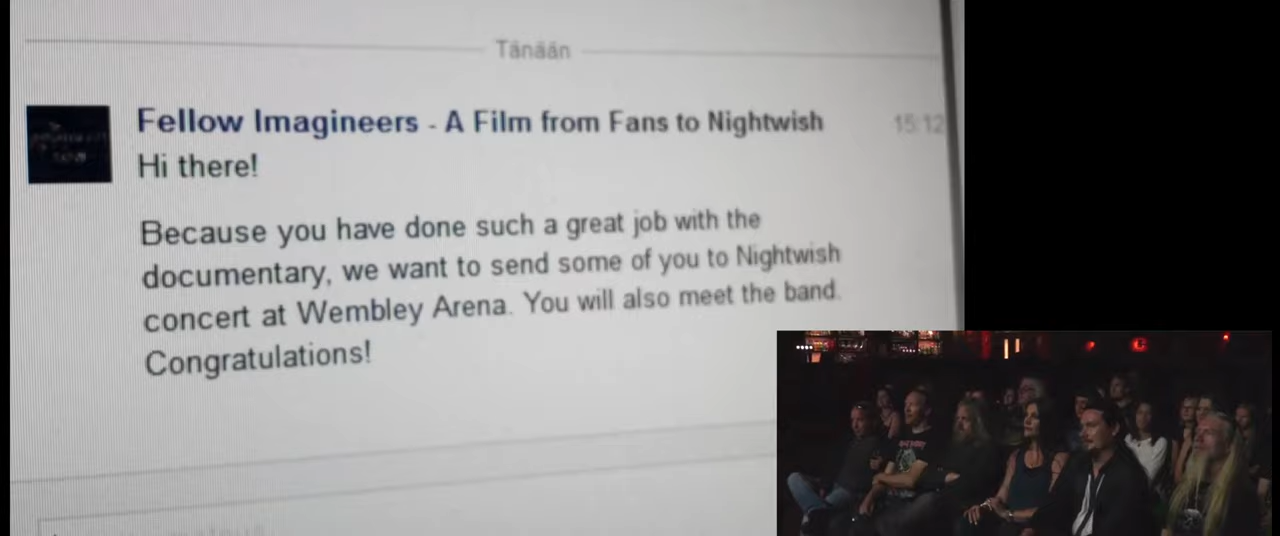 Tänään
Fellow Imagineers - A Film from Fans to Nightwish
15:12
Hi there!
Because you have done such a great job with the
documentary, we want to send some of you to Nightwish
concert at Wembley Arena. You will also meet the band.
Congratulations!